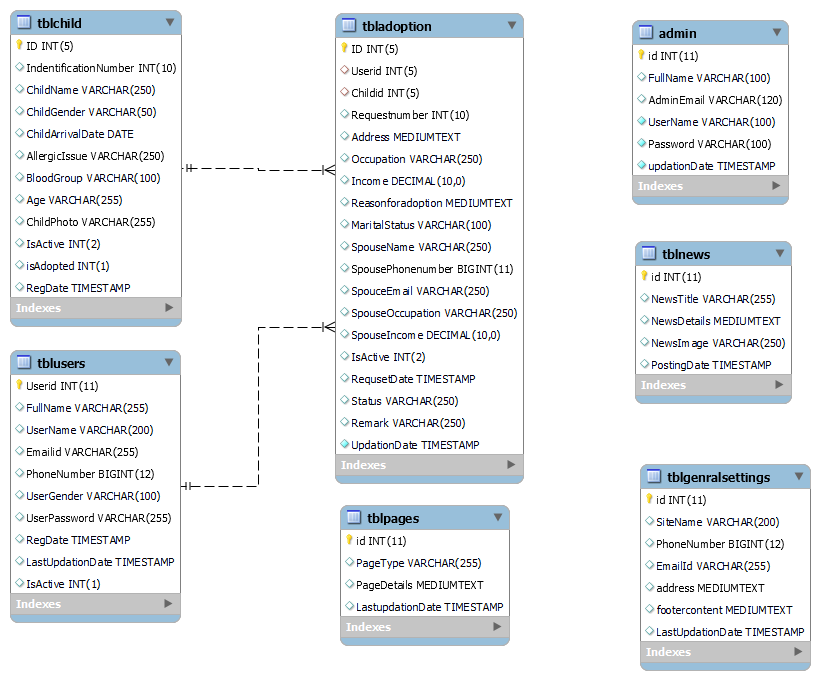 tblchild
ID INT(5)
IndentificationNumber INT(10)
ChildName VARCHAR(250)
ChildGender VARCHAR(50)
ChildArrivalDate DATE
AllergicIssue VARCHAR(250)
BloodGroup VARCHAR(100)
Age VARCHAR(255)
ChildPhoto VARCHAR(255)
IsActive INT(2)
isAdopted INT(1)
RegDate TIMESTAMP
Indexes
tblusers
Userid INT(11)
FullName VARCHAR(255)
UserName VARCHAR(200)
Emailid VARCHAR(255)
PhoneNumber BIGINT(12)
UserGender VARCHAR(100)
UserPassword VARCHAR(255)
RegDate TIMESTAMP
LastUpdationDate TIMESTAMP
IsActive INT(1)
Indexes
tbladoption
ID INT(5)
Userid INT(5)
Childid INT(5)
Requestnumber INT(10)
Address MEDIUMTEXT
Occupation VARCHAR(250)
Income DECIMAL(10,0)
Reasonforadoption MEDIUMTEXT
MaritalStatus VARCHAR(100)
SpouseName VARCHAR(250)
SpousePhonenumber BIGINT(11)
SpouceEmail VARCHAR(250)
SpouseOccupation VARCHAR(250)
SpouseIncome DECIMAL(10,0)
IsActive INT(2)
RequsetDate TIMESTAMP
Status VARCHAR(250)
Remark VARCHAR(250)
UpdationDate TIMESTAMP
Indexes
tblpages
id INT(11)
PageType VARCHAR(255)
PageDetails MEDIUMTEXT
LastupdationDate TIMESTAMP
Indexes
admin
id INT(11)
FullName VARCHAR(100)
AdminEmail VARCHAR(120)
UserName VARCHAR(100)
Password VARCHAR(100)
updationDate TIMESTAMP
Indexes
tblnews
id INT(11)
NewsTitle VARCHAR(255)
NewsDetails MEDIUMTEXT
NewsImage VARCHAR(250)
PostingDate TIMESTAMP
Indexes
tblgenralsettings
id INT(11)
SiteName VARCHAR(200)
PhoneNumber BIGINT(12)
EmailId VARCHAR(255)
address MEDIUMTEXT
footercontent MEDIUMTEXT
LastUpdationDate TIMESTAMP
Indexes